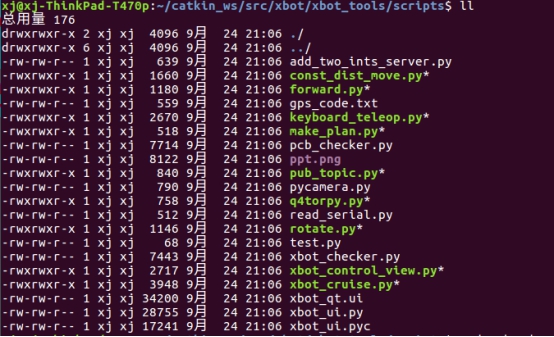 xj@xj-ThinkPad-T470p:~/catkin_ws/src/xbot/xbot_tools/scripts$ ll
总用量 176
drwxrwxr-x 2 xj xj  4096 9月  24 21:06 ./
drwxrwxr-x 6 xj xj  4096 9月  24 21:06 ../
-rw-rw-r-- 1 xj xj   639 9月  24 21:06 add_two_ints_server.py
-rwxrwxr-x 1 xj xj  1660 9月  24 21:06 const_dist_move.py*
-rwxrwxr-x 1 xj xj  1180 9月  24 21:06 forward.py*
-rw-rw-r-- 1 xj xj   559 9月  24 21:06 gps_code.txt
-rwxrwxr-x 1 xj xj  2670 9月  24 21:06 keyboard_teleop.py*
-rwxrwxr-x 1 xj xj   518 9月  24 21:06 make_plan.py*
-rw-rw-r-- 1 xj xj  7714 9月  24 21:06 pcb_checker.py
-rw-rw-r-- 1 xj xj  8122 9月  24 21:06 ppt.png
-rwxrwxr-x 1 xj xj   840 9月  24 21:06 pub_topic.py*
-rw-rw-r-- 1 xj xj   790 9月  24 21:06 pycamera.py
-rwxrwxr-x 1 xj xj   758 9月  24 21:06 q4torpy.py*
-rw-rw-r-- 1 xj xj   512 9月  24 21:06 read_serial.py
-rwxrwxr-x 1 xj xj  1146 9月  24 21:06 rotate.py*
-rw-rw-r-- 1 xj xj    68 9月  24 21:06 test.py
-rw-rw-r-- 1 xj xj  7443 9月  24 21:06 xbot_checker.py
-rwxrwxr-x 1 xj xj  2717 9月  24 21:06 xbot_control_view.py*
-rwxrwxr-x 1 xj xj  3948 9月  24 21:06 xbot_cruise.py*
-rw-rw-r-- 1 xj xj 34200 9月  24 21:06 xbot_qt.ui
-rw-rw-r-- 1 xj xj 28755 9月  24 21:06 xbot_ui.py
-rw-rw-r-- 1 xj xj 17241 9月  24 21:06 xbot_ui.pyc